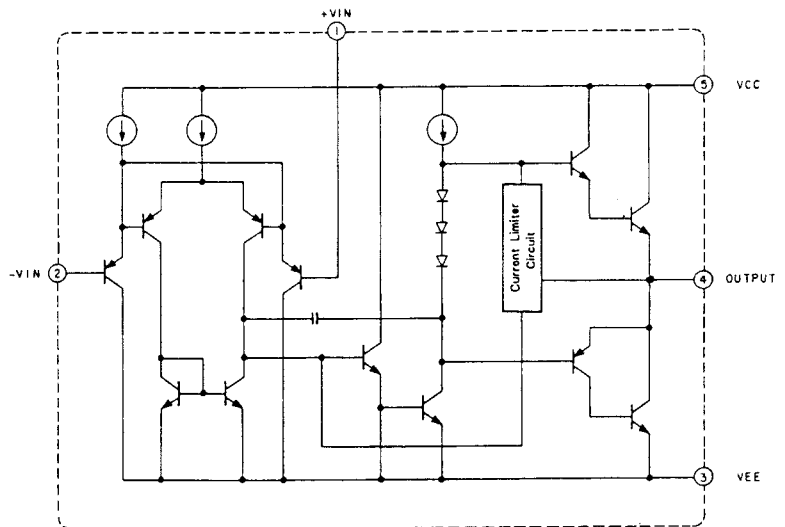 +VIN
1
5 VCC
-VIN 2
Current Limiter
Circuit
4 OUTPUT
3 VEE